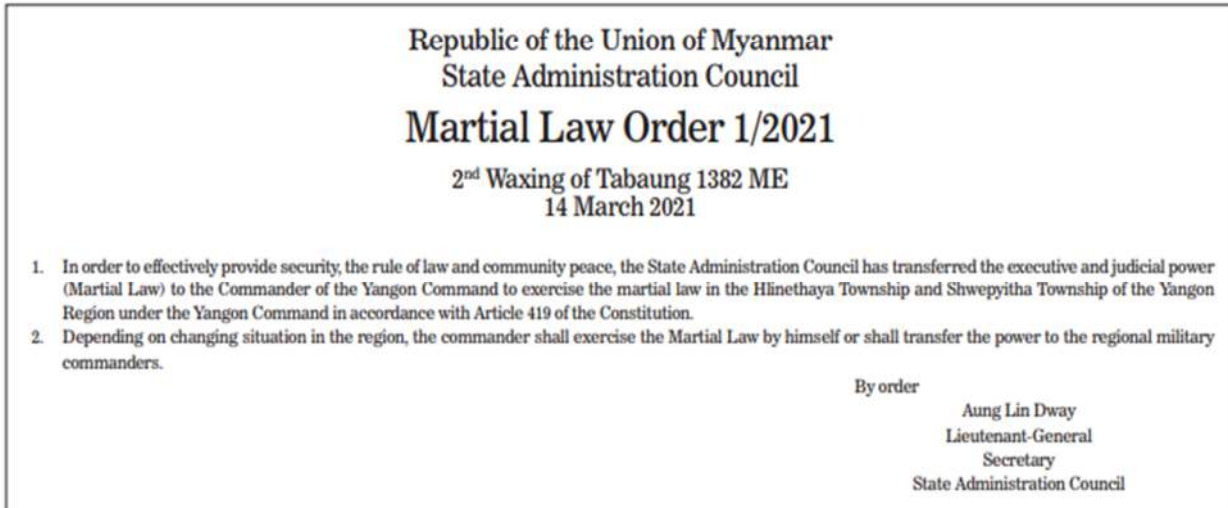 Republic of the Union of Myanmar
State Administration Council
Martial Law Order 1/2021
2nd Waxing of Tabaung 1382 ME
14 March 2021
1. In order to effectively provide security, the rule of law and community peace, the State Administration Council has transferred the executive and judicial power
(Martial Law) to the Commander of the Yangon Command to exercise the martial law in the Hlinethaya Township and Shwepyitha Township of the Yangon
Region under the Yangon Command in accordance with Article 419 of the Constitution.
2. Depending on changing situation in the region, the commander shall exercise the Martial Law by himself or shall transfer the power to the regional military
commanders.
By order
Aung Lin Dway
Lieutenant-General
Secretary
State Administration Council